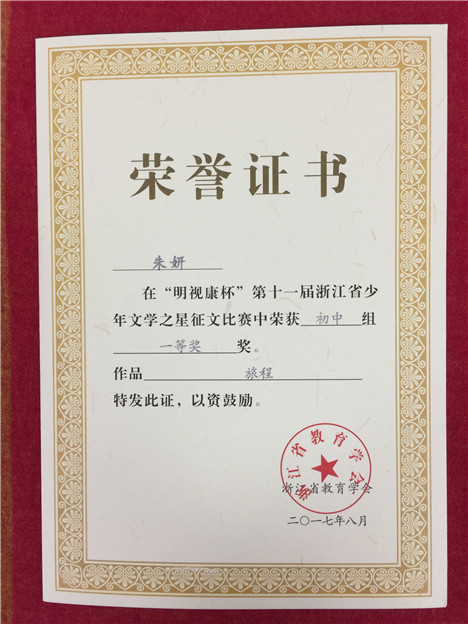 荣誉证书
朱妍
在“明视康杯”第十一届浙江省少
年文学之星征文比赛中荣获 初中 组
一等奖 奖。
作品 旅程
特发此证，以资鼓励。
浙江省教育学会
浙江省教育学会
二〇一七年八月